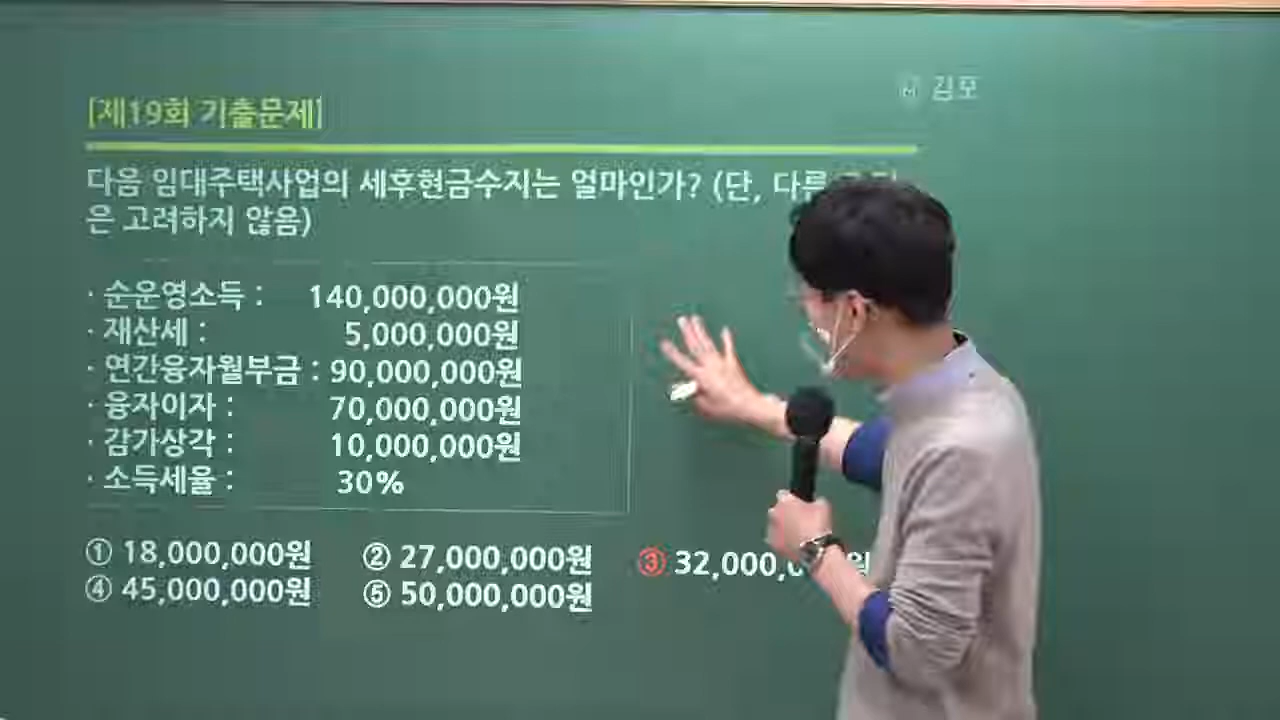 김포
[제19회 기출문제]
다음 임대주택사업의 세후현금수지는 얼마인가? (단, 다른
은 고려하지 않음)
· 순운영소득 : 140,000,000원
· 재산세 : 5,000,000원
· 연간융자월부금 : 90,000,000원
· 융자이자 : 70,000,000원
· 감가상각 : 10,000,000원
· 소득세율 : 30%
① 18,000,000원 ② 27,000,000원 ③ 32,000,0 원
④ 45,000,000원 ⑤ 50,000,000원